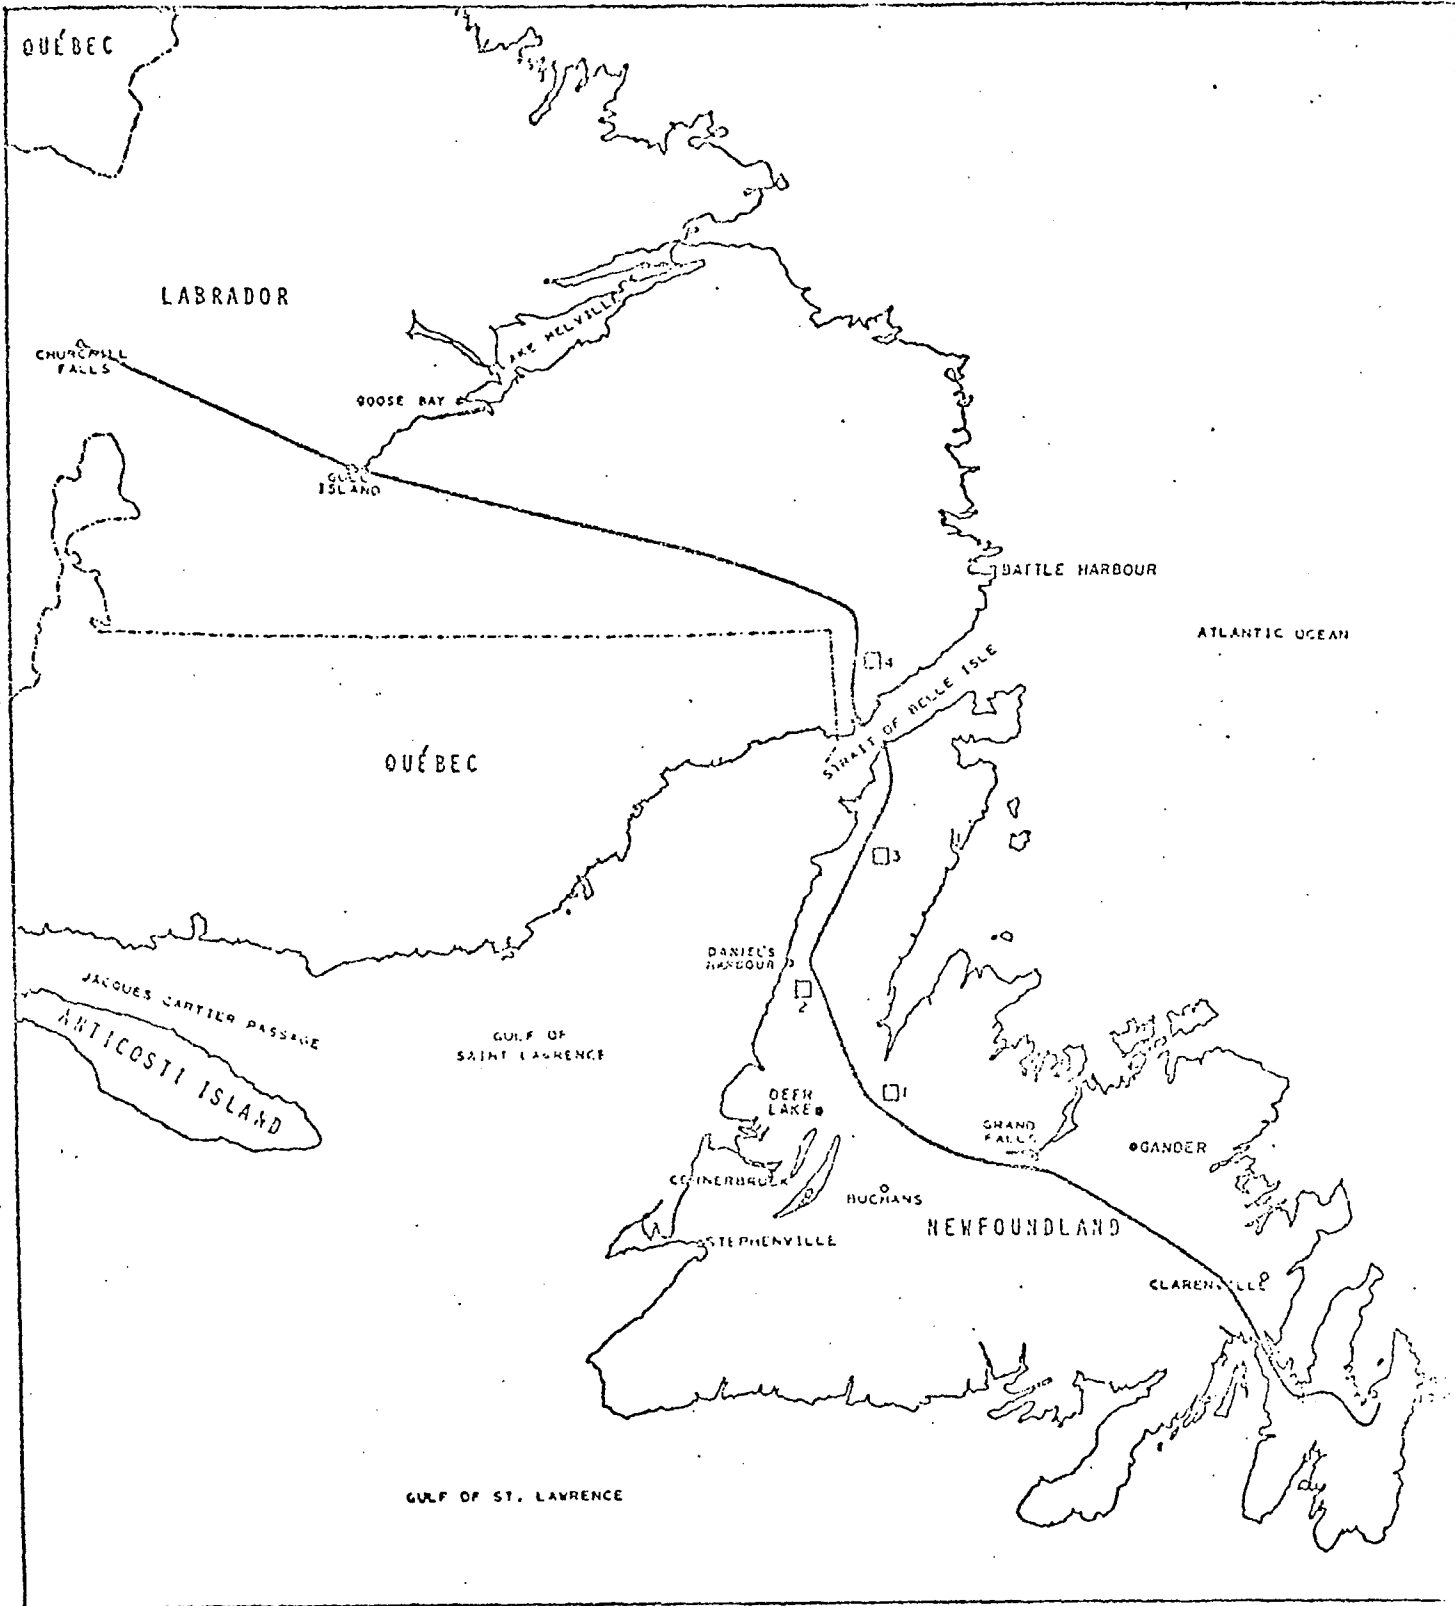 QUÉBEC
LABRADOR
CHURCHILL
FALLS
LAKE MELVILLE
GOOSE BAY
GULL
ISLAND
BATTLE HARBOUR
ATLANTIC OCEAN
4
STRAIT OF BELLE ISLE
QUÉBEC
3
DANIEL'S
HARBOUR
2
JACQUES CARTIER PASSAGE
ANTICOSTI ISLAND
GULF OF
SAINT LAWRENCE
1
DEER
LAKE
GRAND
FALLS
GANDER
CORNERBROOK
BUCHANS
NEWFOUNDLAND
STEPHENVILLE
CLARENVILLE
GULF OF ST. LAWRENCE